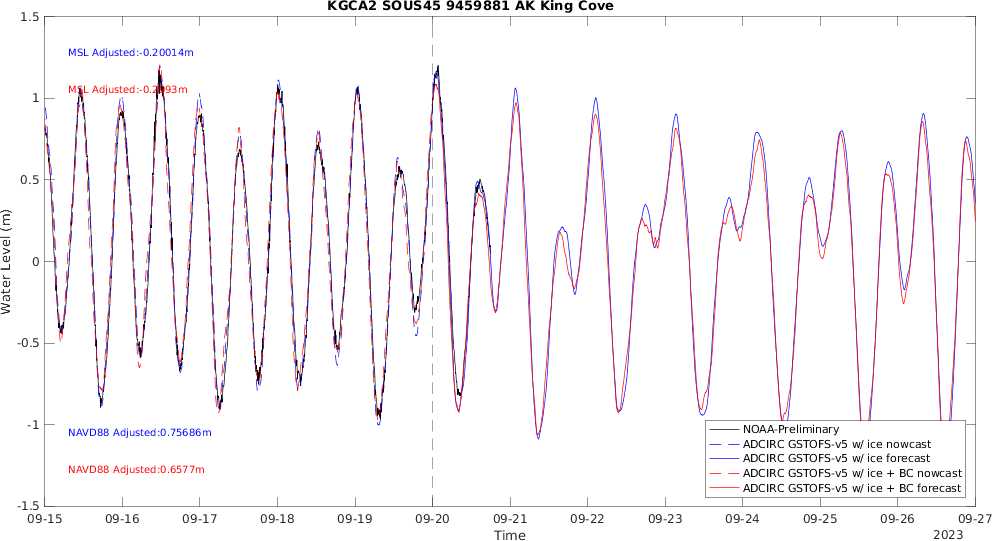 KGCA2 SOUS45 9459881 AK King Cove
1.5
MSL Adjusted:-0.20014m
MSL Adjusted:-0.2093m
1
0.5
0
-0.5
-1
-1.5
Water Level (m)
NAVD88 Adjusted:0.75686m
NAVD88 Adjusted:0.6577m
NOAA-Preliminary
ADCIRC GSTOFS-v5 w/ ice nowcast
ADCIRC GSTOFS-v5 w/ ice forecast
ADCIRC GSTOFS-v5 w/ ice + BC nowcast
ADCIRC GSTOFS-v5 w/ ice + BC forecast
09-15 09-16 09-17 09-18 09-19 09-20 09-21 09-22 09-23 09-24 09-25 09-26 09-27
Time
2023